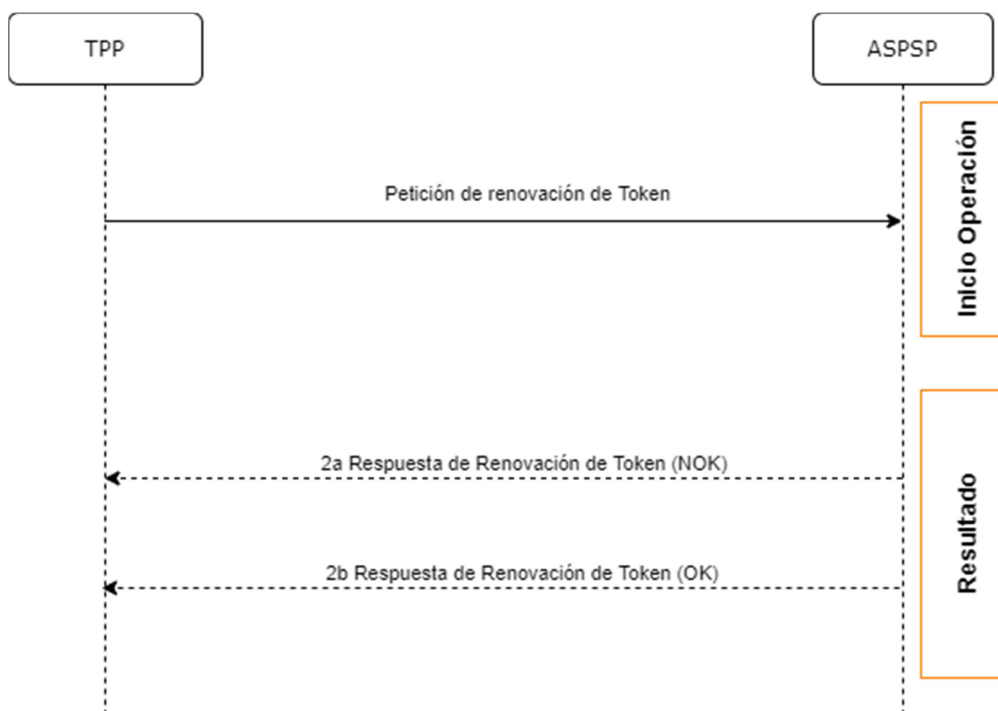 TPP
ASPSP
Inicio Operación
Petición de renovación de Token
2a Respuesta de Renovación de Token (NOK)
Resultado
2b Respuesta de Renovación de Token (OK)